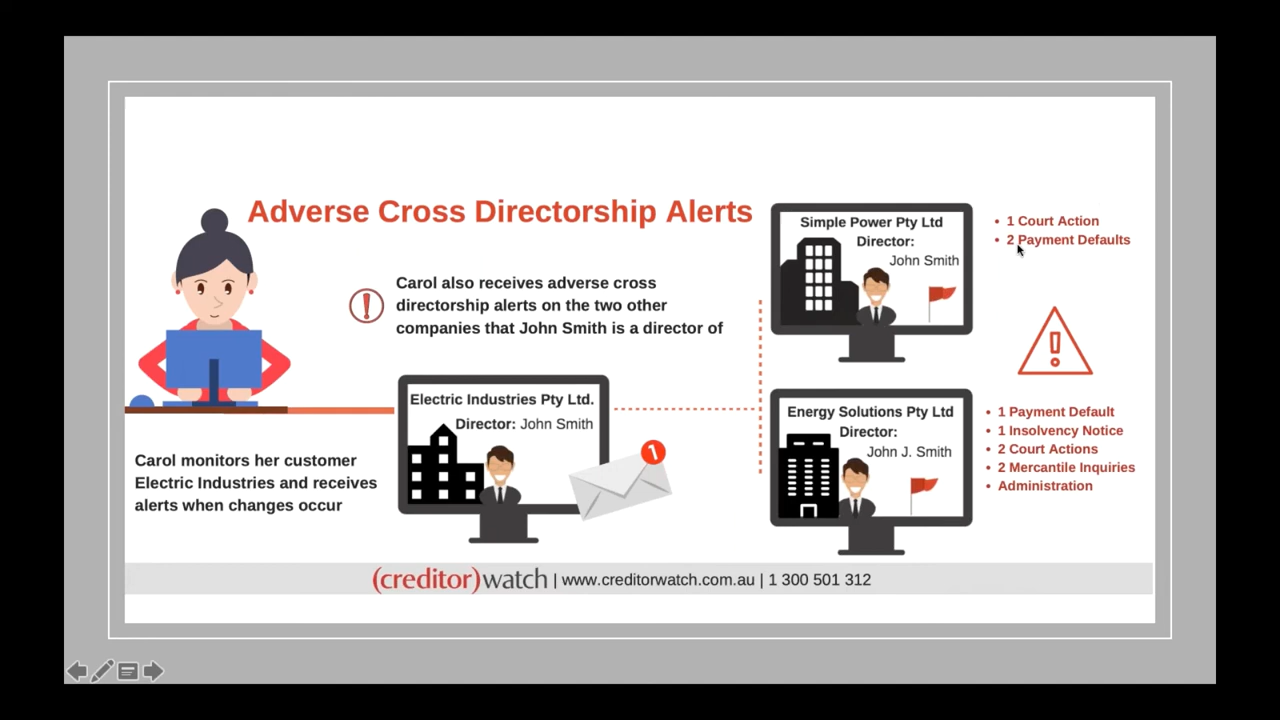 Adverse Cross Directorship Alerts
Carol also receives adverse cross
directorship alerts on the two other
companies that John Smith is a director of
Carol monitors her customer
Electric Industries and receives
alerts when changes occur
Electric Industries Pty Ltd.
Director: John Smith
1
Simple Power Pty Ltd
Director:
John Smith
• 1 Court Action
• 2 Payment Defaults
Energy Solutions Pty Ltd
Director:
John J. Smith
• 1 Payment Default
• 1 Insolvency Notice
• 2 Court Actions
• 2 Mercantile Inquiries
• Administration
(creditor)watch | www.creditorwatch.com.au | 1 300 501 312